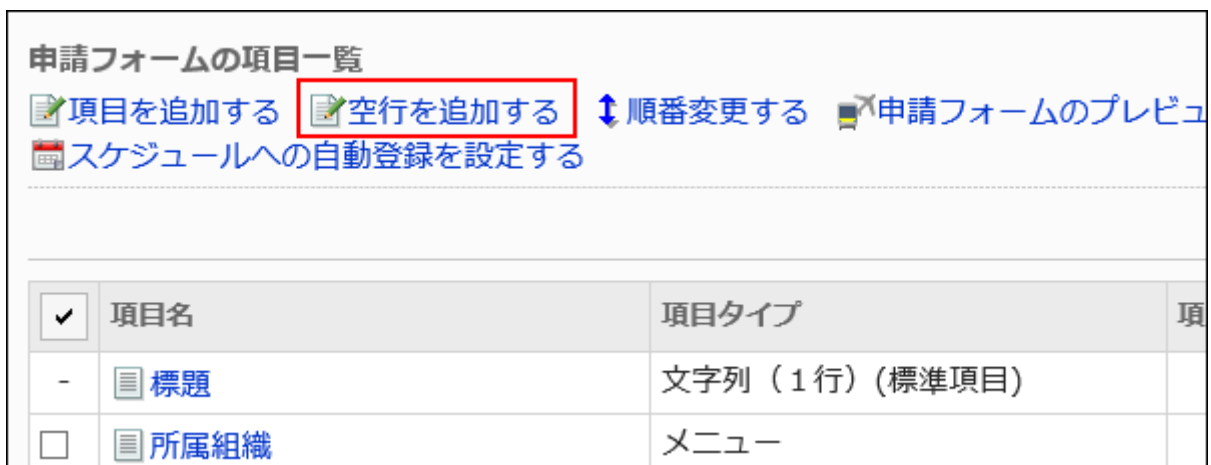 申請フォームの項目一覧
項目を追加する 空行を追加する 順番変更する 申請フォームのプレビュ
スケジュールへの自動登録を設定する
項目名 項目タイプ 項
- 標題 文字列（1行）(標準項目)
所属組織 メニュー